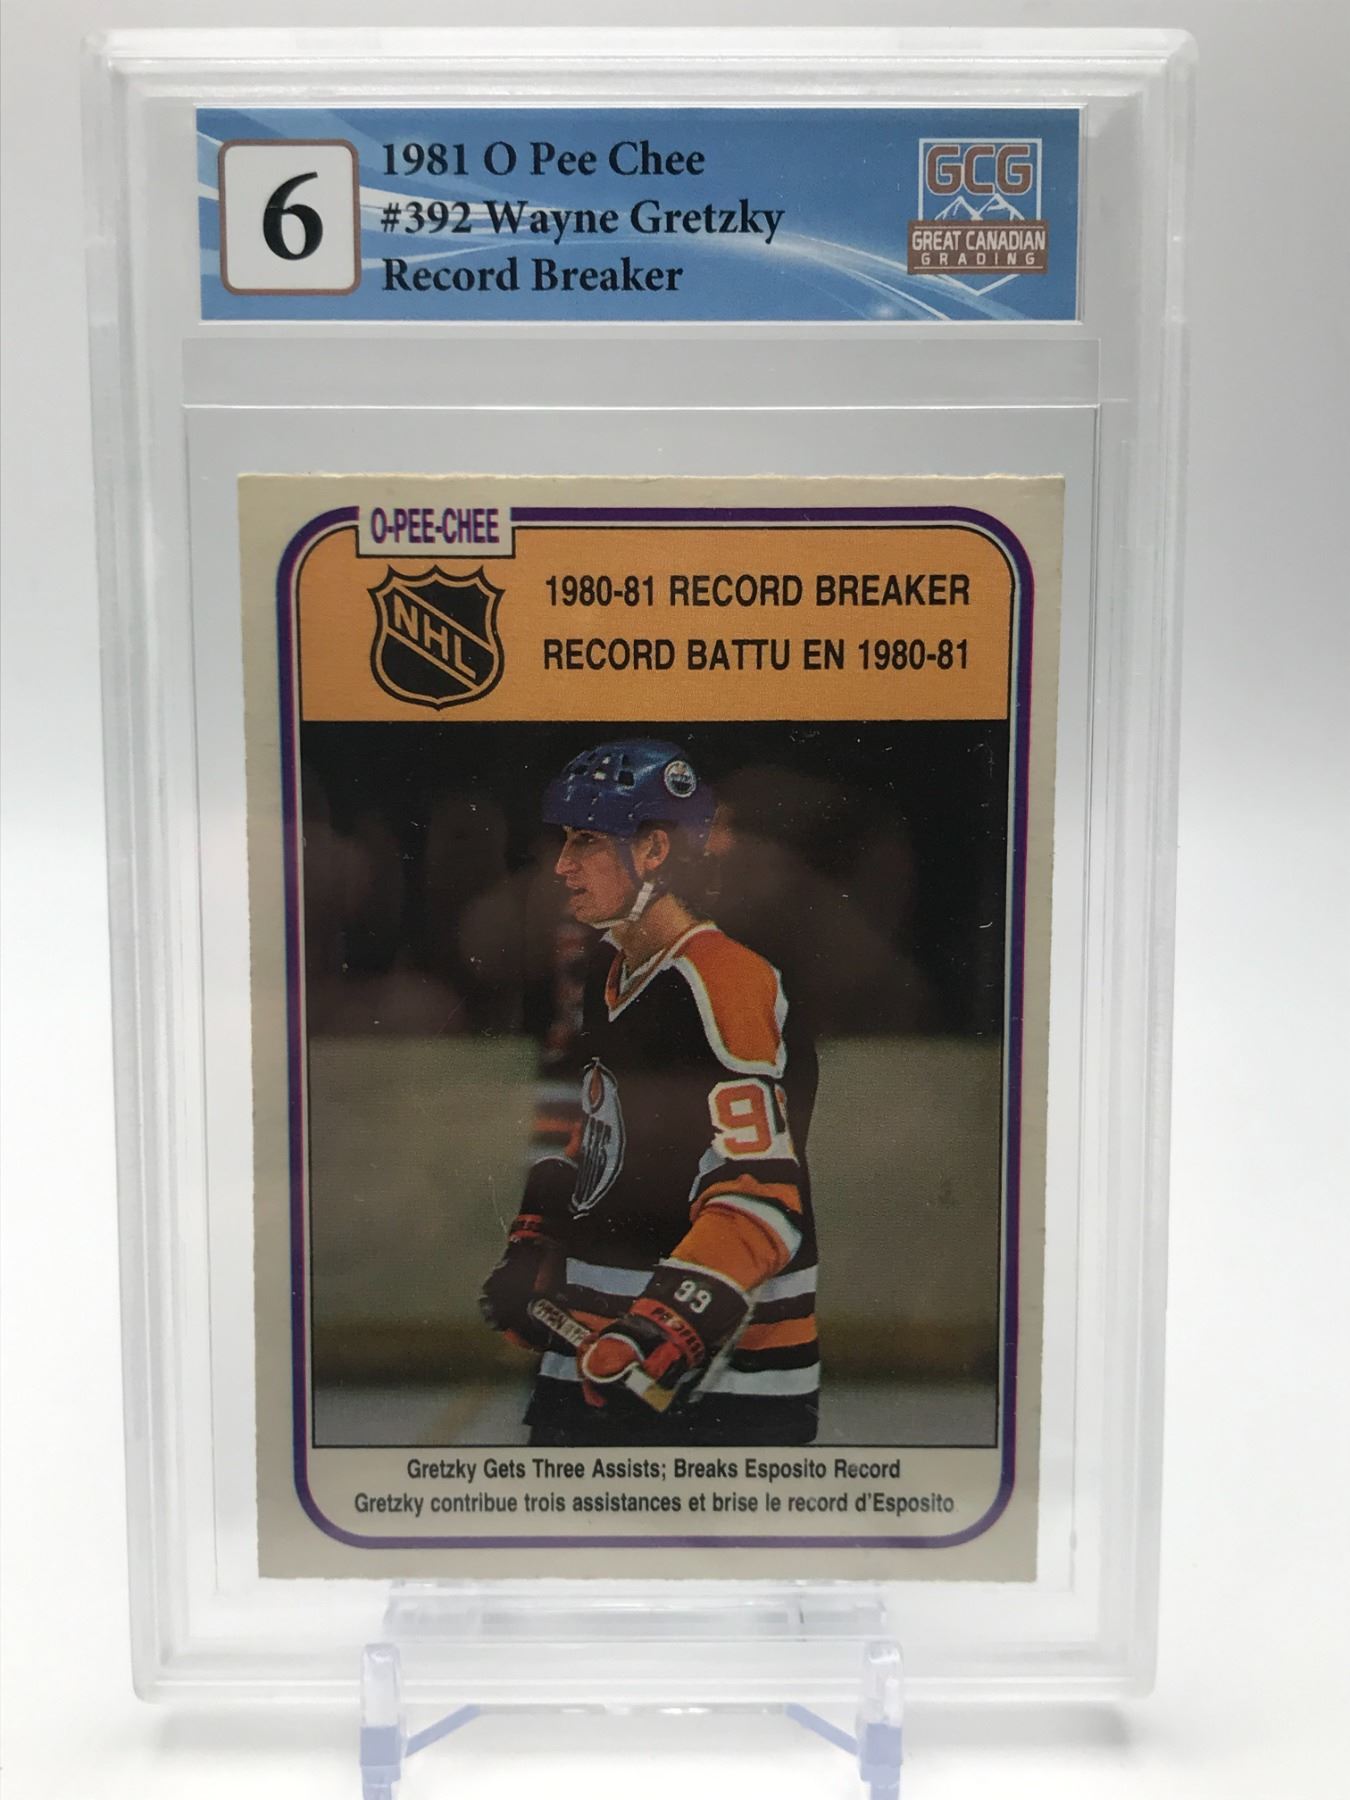 6
1981 O Pee Chee
#392 Wayne Gretzky
Record Breaker
GCG
GREAT CANADIAN
GRADING
O-PEE-CHEE
NHL
1980-81 RECORD BREAKER
RECORD BATTU EN 1980-81
9
99
Gretzky Gets Three Assists; Breaks Esposito Record
Gretzky contribue trois assistances et brise le record d'Esposito